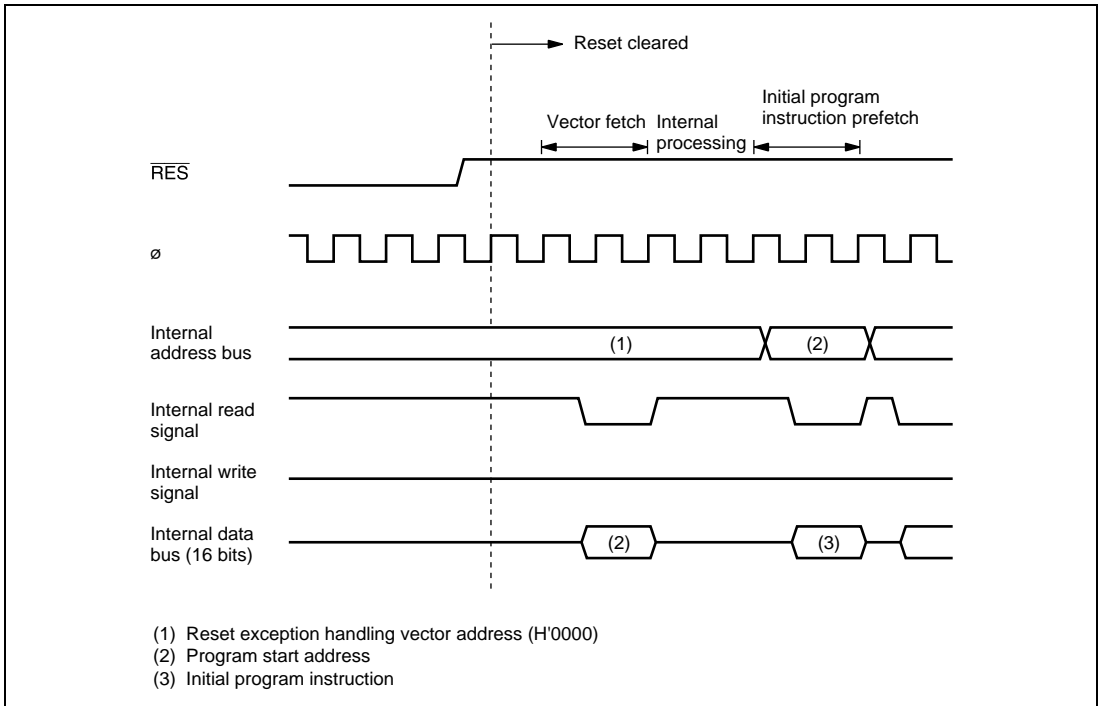 Reset cleared
Initial program
instruction prefetch
Vector fetch
Internal
processing
R̅E̅S̅
ø
Internal
address bus
(1)
(2)
Internal read
signal
Internal write
signal
Internal data
bus (16 bits)
(2)
(3)
(1) Reset exception handling vector address (H'0000)
(2) Program start address
(3) Initial program instruction